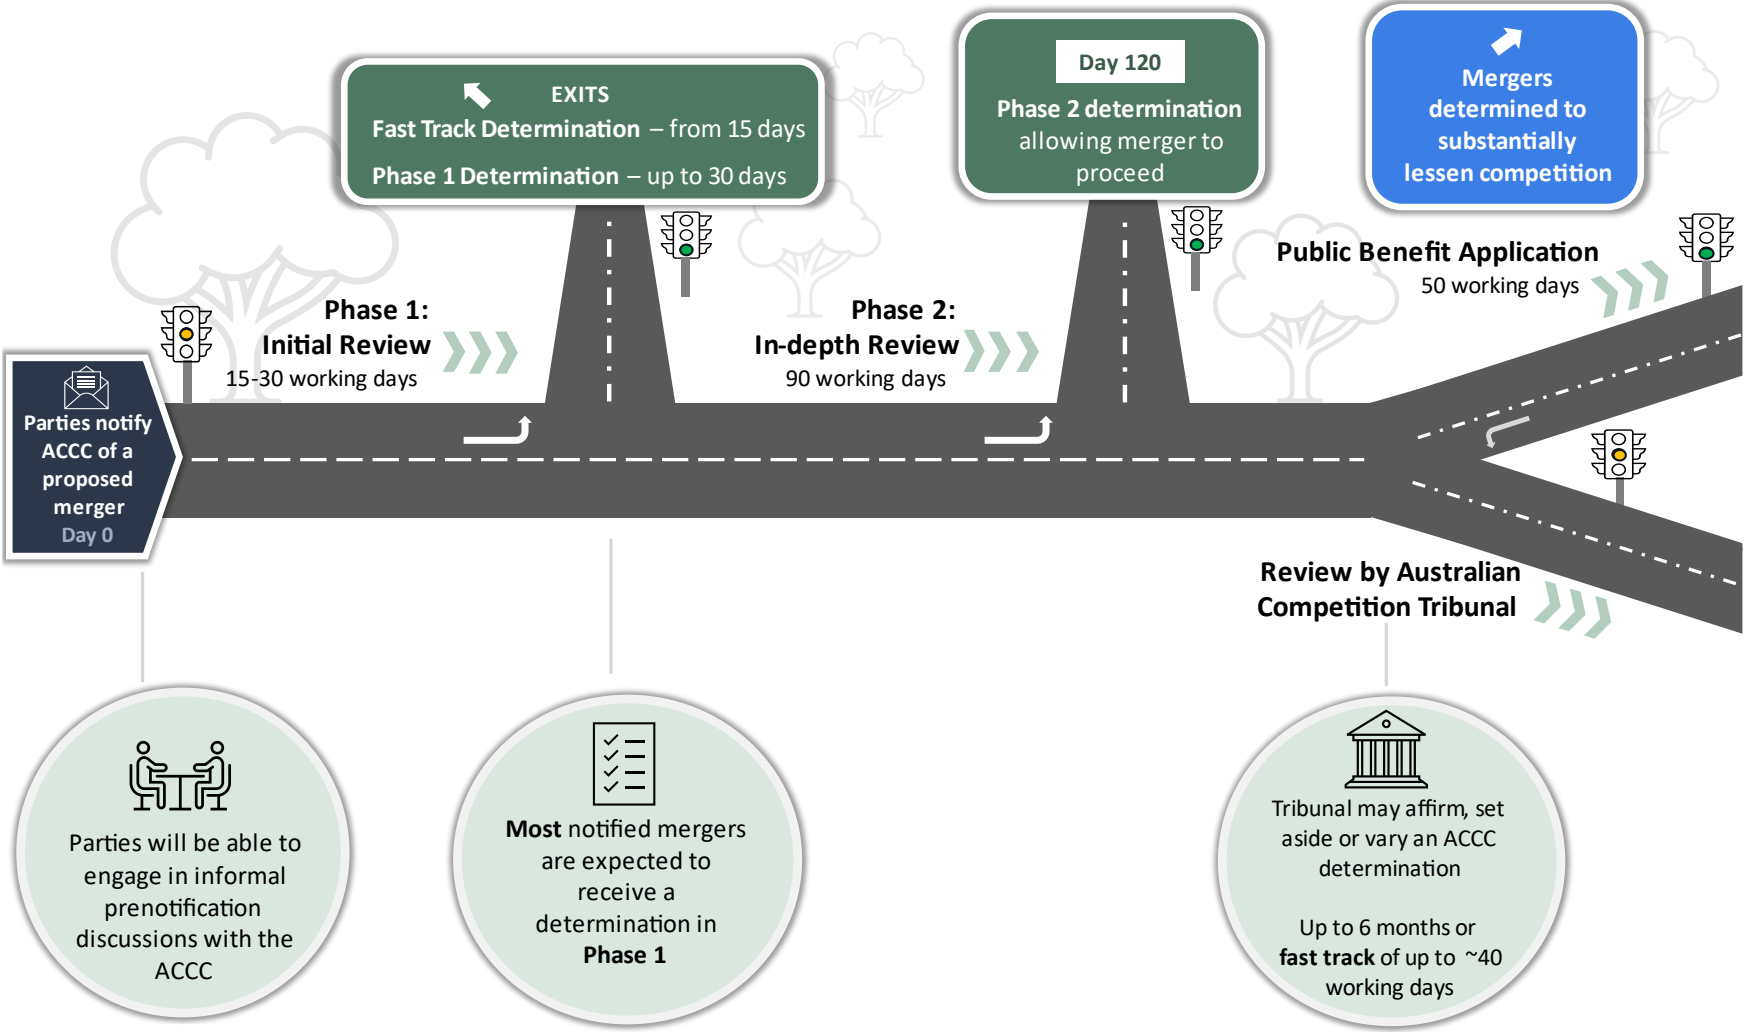 EXITS
Fast Track Determination – from 15 days
Phase 1 Determination – up to 30 days
Day 120
Phase 2 determination
allowing merger to
proceed
Mergers
determined to
substantially
lessen competition
Public Benefit Application
50 working days
Phase 1:
Initial Review
15-30 working days
Phase 2:
In-depth Review
90 working days
Parties notify
ACCC of a
proposed
merger
Day 0
Review by Australian
Competition Tribunal
Parties will be able to
engage in informal
prenotification
discussions with the
ACCC
Most notified mergers
are expected to
receive a
determination in
Phase 1
Tribunal may affirm, set
aside or vary an ACCC
determination
Up to 6 months or
fast track of up to ~40
working days